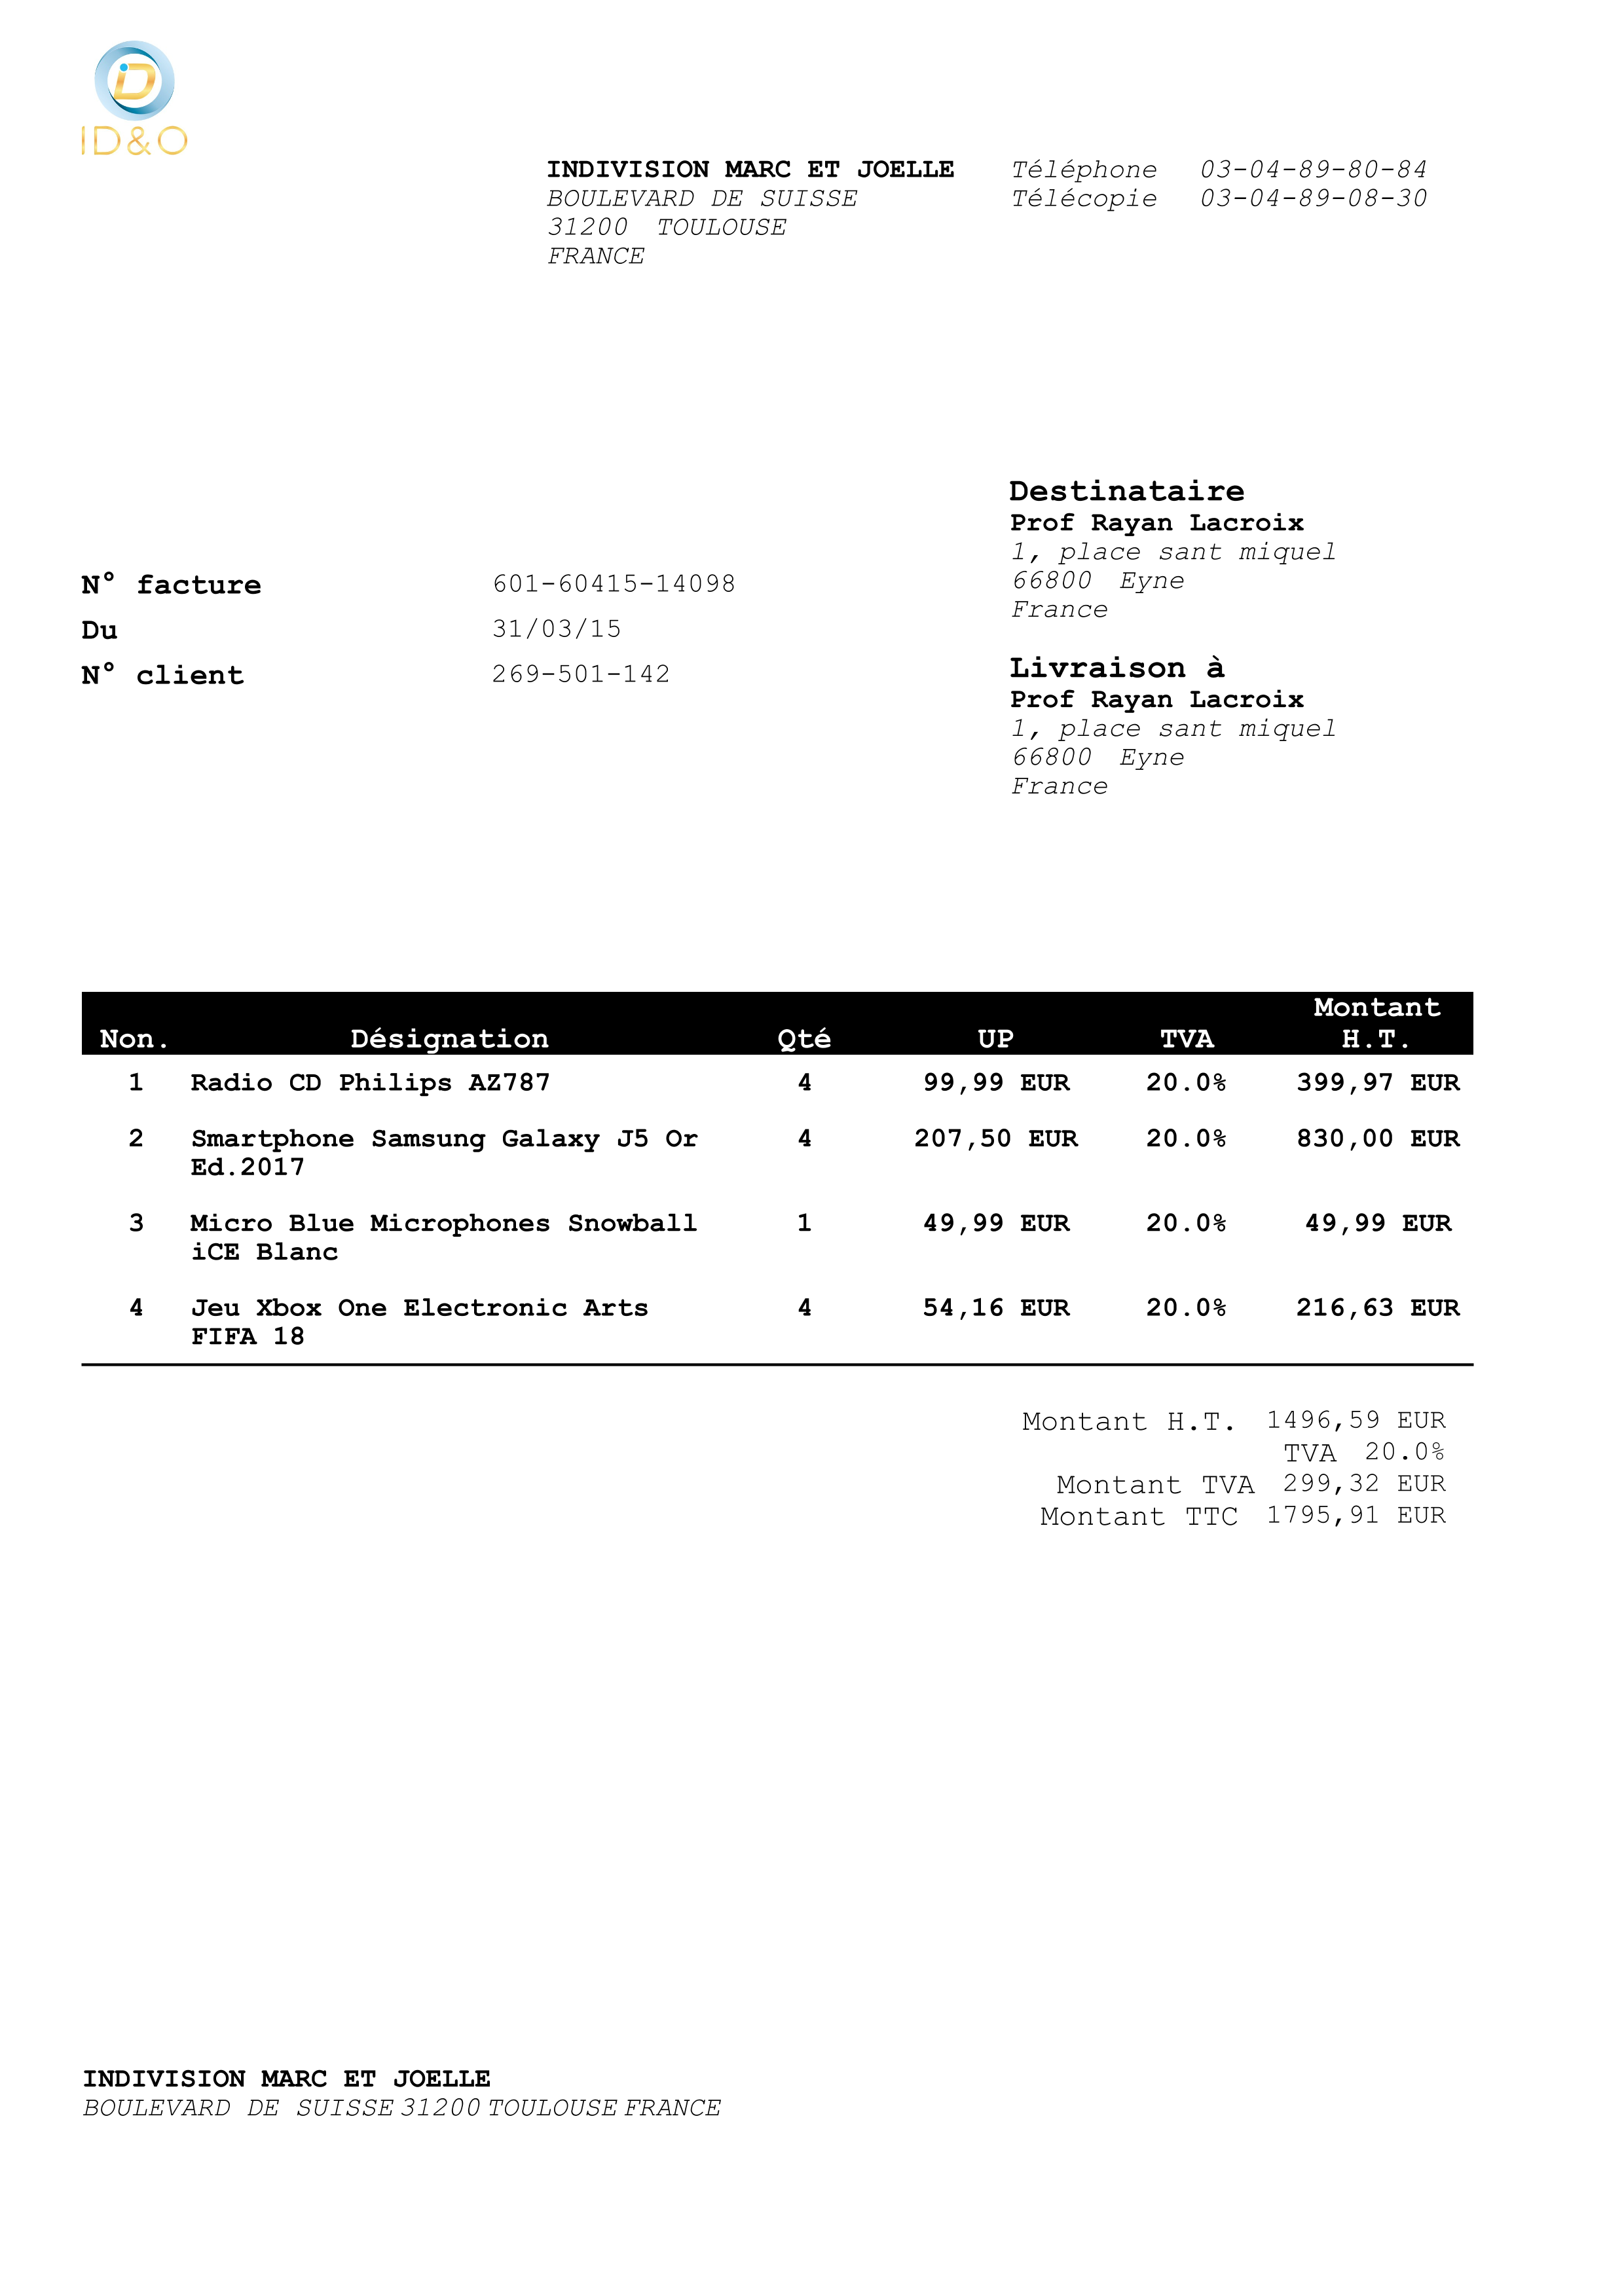 ID&O
INDIVISION MARC ET JOELLE
BOULEVARD DE SUISSE
31200 TOULOUSE
FRANCE
Téléphone 03-04-89-80-84
Télécopie 03-04-89-08-30
Destinataire
Prof Rayan Lacroix
1, place sant miquel
66800 Eyne
France
N° facture 601-60415-14098
Du 31/03/15
N° client 269-501-142
Livraison à
Prof Rayan Lacroix
1, place sant miquel
66800 Eyne
France
Montant
Non. Désignation Qté UP TVA H.T.
1 Radio CD Philips AZ787 4 99,99 EUR 20.0% 399,97 EUR
2 Smartphone Samsung Galaxy J5 Or 4 207,50 EUR 20.0% 830,00 EUR
Ed.2017
3 Micro Blue Microphones Snowball 1 49,99 EUR 20.0% 49,99 EUR
iCE Blanc
4 Jeu Xbox One Electronic Arts 4 54,16 EUR 20.0% 216,63 EUR
FIFA 18
Montant H.T. 1496,59 EUR
TVA 20.0%
Montant TVA 299,32 EUR
Montant TTC 1795,91 EUR
INDIVISION MARC ET JOELLE
BOULEVARD DE SUISSE 31200 TOULOUSE FRANCE